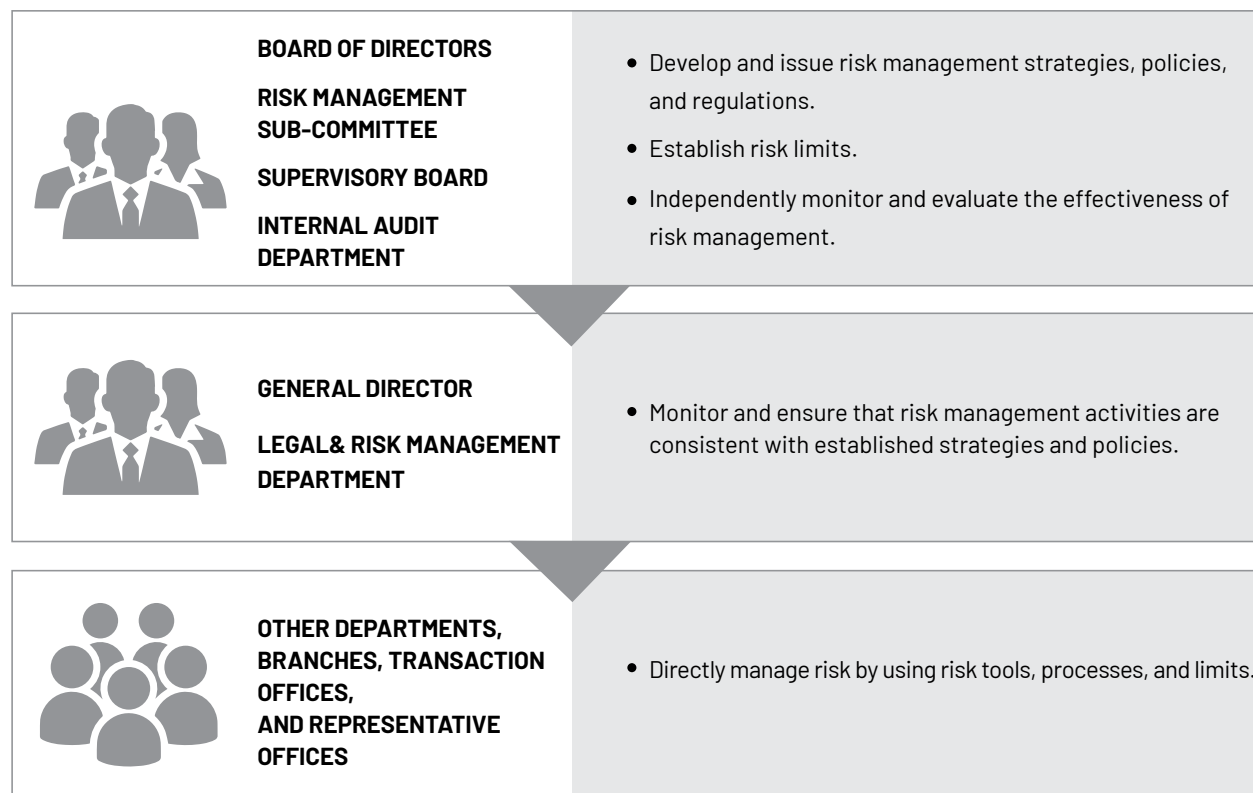 BOARD OF DIRECTORS
RISK MANAGEMENT
SUB-COMMITTEE
SUPERVISORY BOARD
INTERNAL AUDIT
DEPARTMENT
• Develop and issue risk management strategies, policies,
and regulations.
• Establish risk limits.
• Independently monitor and evaluate the effectiveness of
risk management.
GENERAL DIRECTOR
LEGAL& RISK MANAGEMENT
DEPARTMENT
• Monitor and ensure that risk management activities are
consistent with established strategies and policies.
OTHER DEPARTMENTS,
BRANCHES, TRANSACTION
OFFICES,
AND REPRESENTATIVE
OFFICES
• Directly manage risk by using risk tools, processes, and limits.